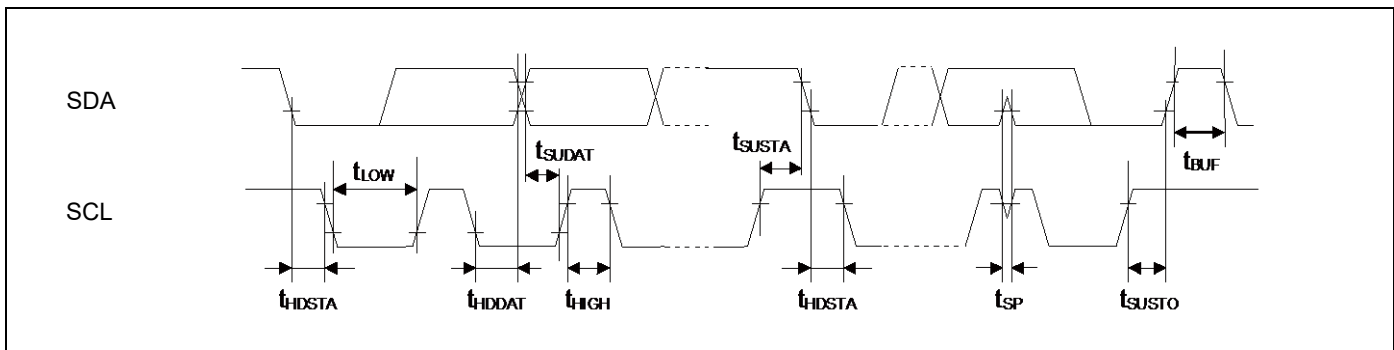 SDA
tSUDAT
tSUSTA
tBUF
tLOW
SCL
tHDSTA
tHDDAT
tHIGH
tHDSTA
tSP
tSUSTO